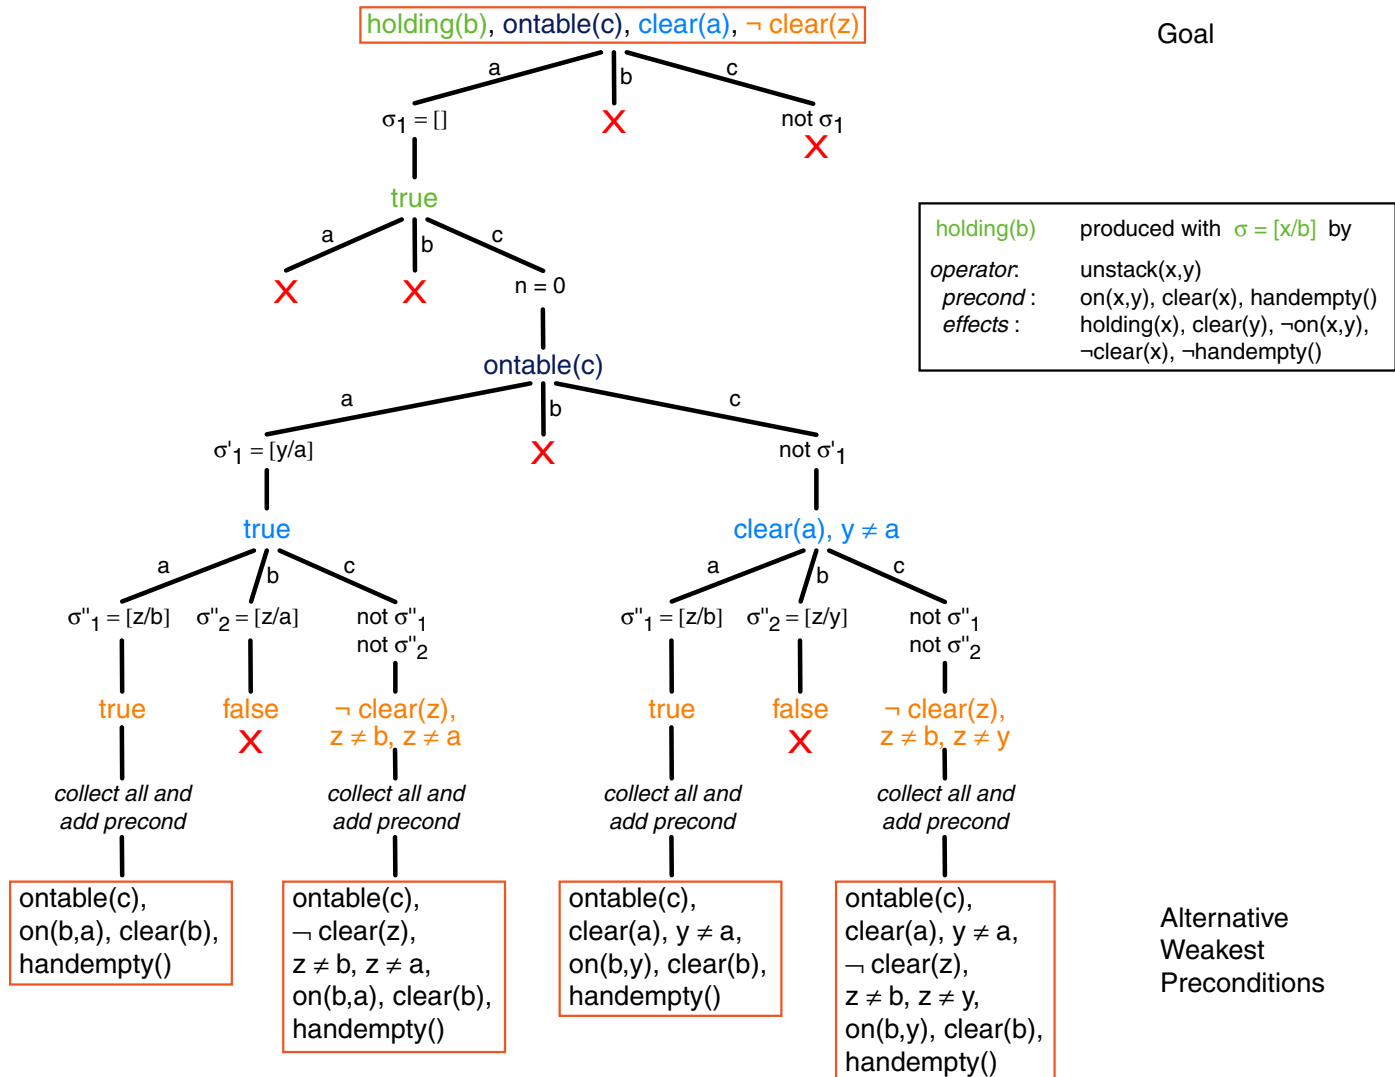 holding(b), ontable(c), clear(a), ¬ clear(z)
Goal
a
b
c
σ1 = []
X
not σ1
X
true
a
b
c
X
X
n = 0
holding(b) produced with σ = [x/b] by
operator: unstack(x,y)
precond : on(x,y), clear(x), handempty()
effects : holding(x), clear(y), ¬on(x,y),
¬clear(x), ¬handempty()
ontable(c)
a
b
c
σ'1 = [y/a]
X
not σ'1
true
clear(a), y ≠ a
a
b
c
a
b
c
σ"1 = [z/b]
σ"2 = [z/a]
not σ"1
not σ"2
σ"1 = [z/b]
σ"2 = [z/y]
not σ"1
not σ"2
true
false
X
¬ clear(z),
z ≠ b, z ≠ a
true
false
X
¬ clear(z),
z ≠ b, z ≠ y
collect all and
add precond
collect all and
add precond
collect all and
add precond
collect all and
add precond
ontable(c),
on(b,a), clear(b),
handempty()
ontable(c),
¬ clear(z),
z ≠ b, z ≠ a,
on(b,a), clear(b),
handempty()
ontable(c),
clear(a), y ≠ a,
on(b,y), clear(b),
handempty()
ontable(c),
clear(a), y ≠ a,
¬ clear(z),
z ≠ b, z ≠ y,
on(b,y), clear(b),
handempty()
Alternative
Weakest
Preconditions